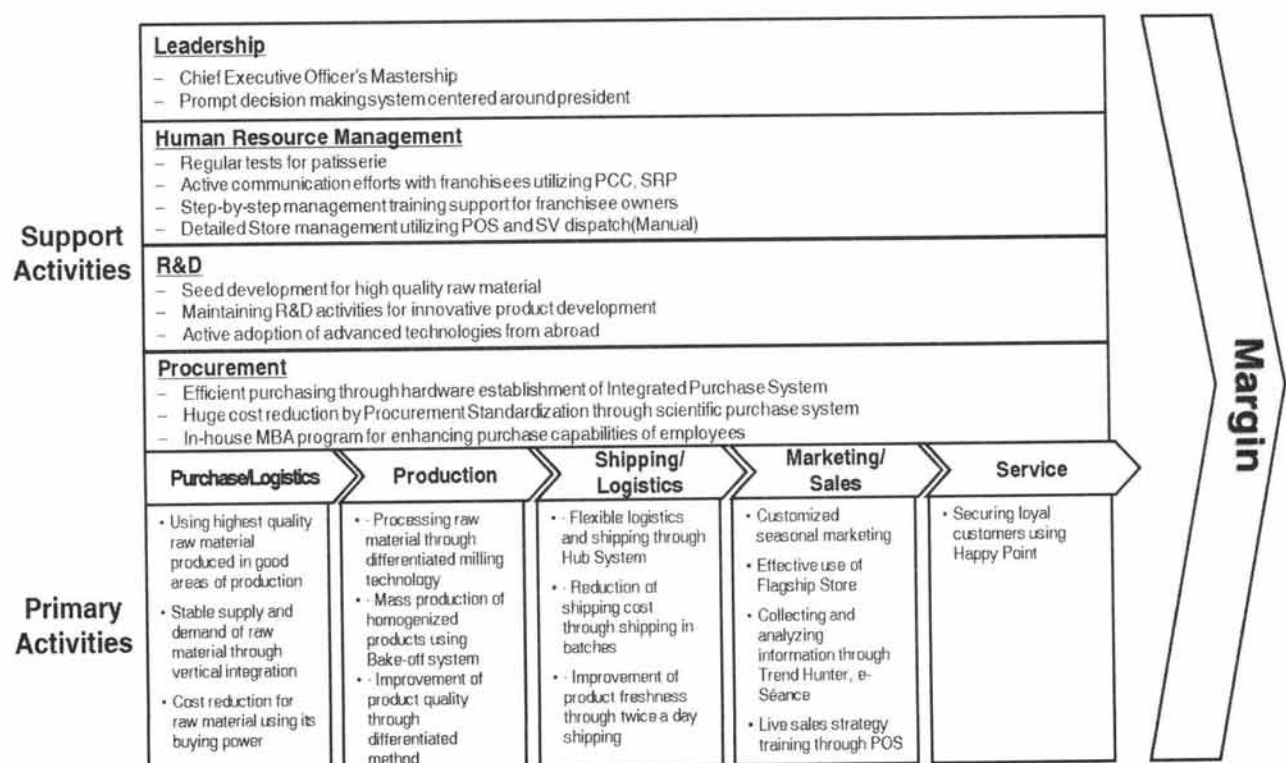 Leadership
– Chief Executive Officer's Mastership
– Prompt decision making system centered around president
Human Resource Management
– Regular tests for patisserie
– Active communication efforts with franchisees utilizing PCC, SRP
– Step-by-step management training support for franchisee owners
– Detailed Store management utilizing POS and SV dispatch(Manual)
Support
Activities
R&D
– Seed development for high quality raw material
– Maintaining R&D activities for innovative product development
– Active adoption of advanced technologies from abroad
Procurement
– Efficient purchasing through hardware establishment of Integrated Purchase System
– Huge cost reduction by Procurement Standardization through scientific purchase system
– In-house MBA program for enhancing purchase capabilities of employees
Margin
Primary
Activities
Purchase/Logistics
• Using highest quality
raw material
produced in good
areas of production
• Stable supply and
demand of raw
material through
vertical integration
• Cost reduction for
raw material using its
buying power
Production
• · Processing raw
material through
differentiated milling
technology
• · Mass production of
homogenized
products using
Bake-off system
• · Improvement of
product quality
through
differentiated
method
Shipping/
Logistics
• · Flexible logistics
and shipping through
Hub System
• · Reduction of
shipping cost
through shipping in
batches
• · Improvement of
product freshness
through twice a day
shipping
Marketing/
Sales
• Customized
seasonal marketing
• Effective use of
Flagship Store
• Collecting and
analyzing
information through
Trend Hunter, e-
Séance
• Live sales strategy
training through POS
Service
• Securing loyal
customers using
Happy Point